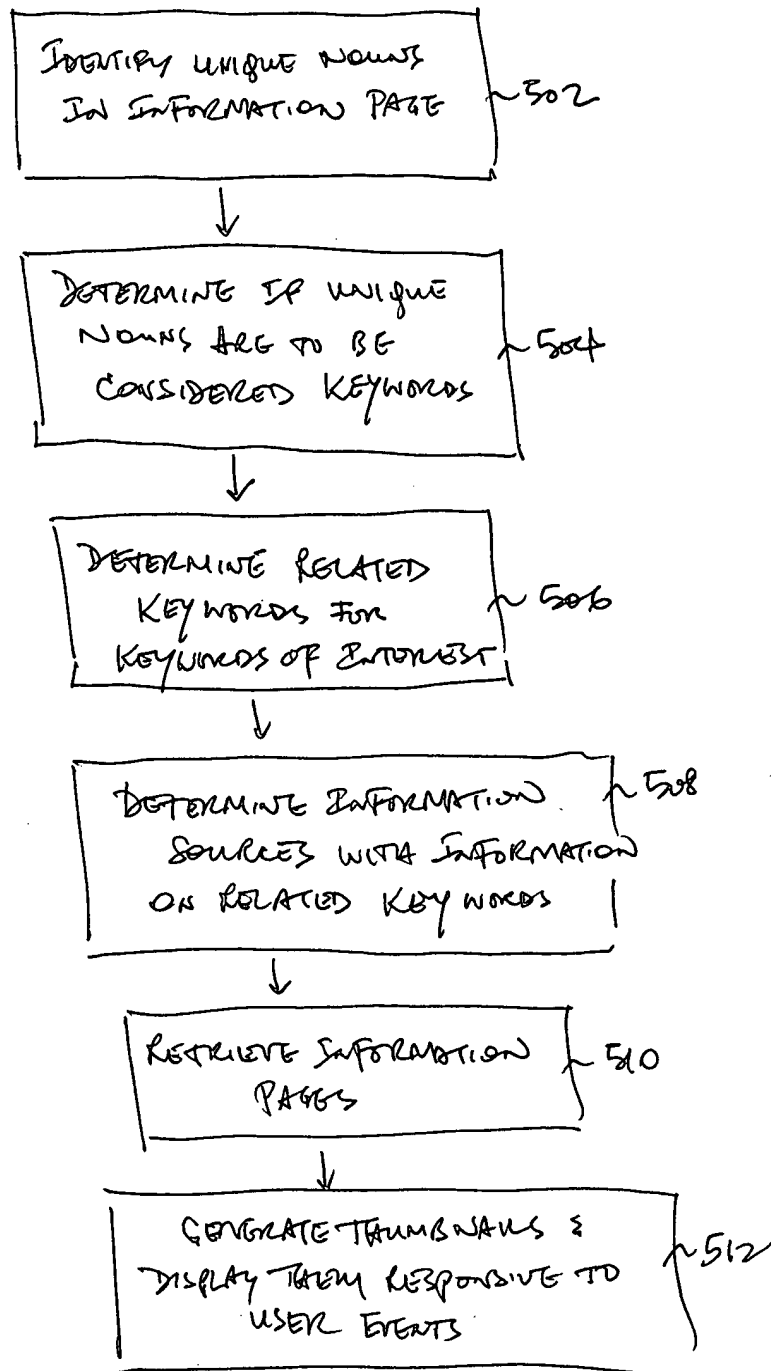 IDENTIFY UNIQUE NOUNS
IN INFORMATION PAGE
~502
DETERMINE IF UNIQUE
NOUNS ARE TO BE
CONSIDERED KEYWORDS
~504
DETERMINE RELATED
KEYWORDS FOR
KEYWORDS OF INTEREST
~506
DETERMINE INFORMATION
SOURCES WITH INFORMATION
ON RELATED KEYWORDS
~508
RETRIEVE INFORMATION
PAGES
~510
GENERATE THUMBNAILS &
DISPLAY THEM RESPONSIVE TO
USER EVENTS
~512